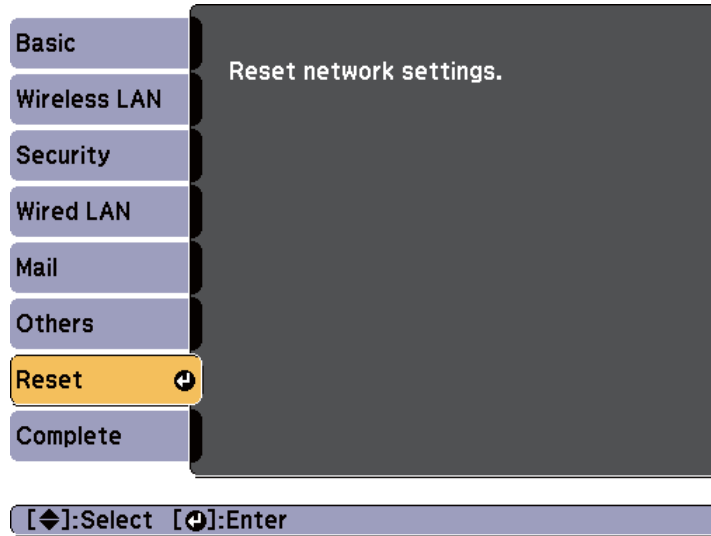 Basic
Reset network settings.
Wireless LAN
Security
Wired LAN
Mail
Others
Reset
Complete
[◆]:Select [⏎]:Enter